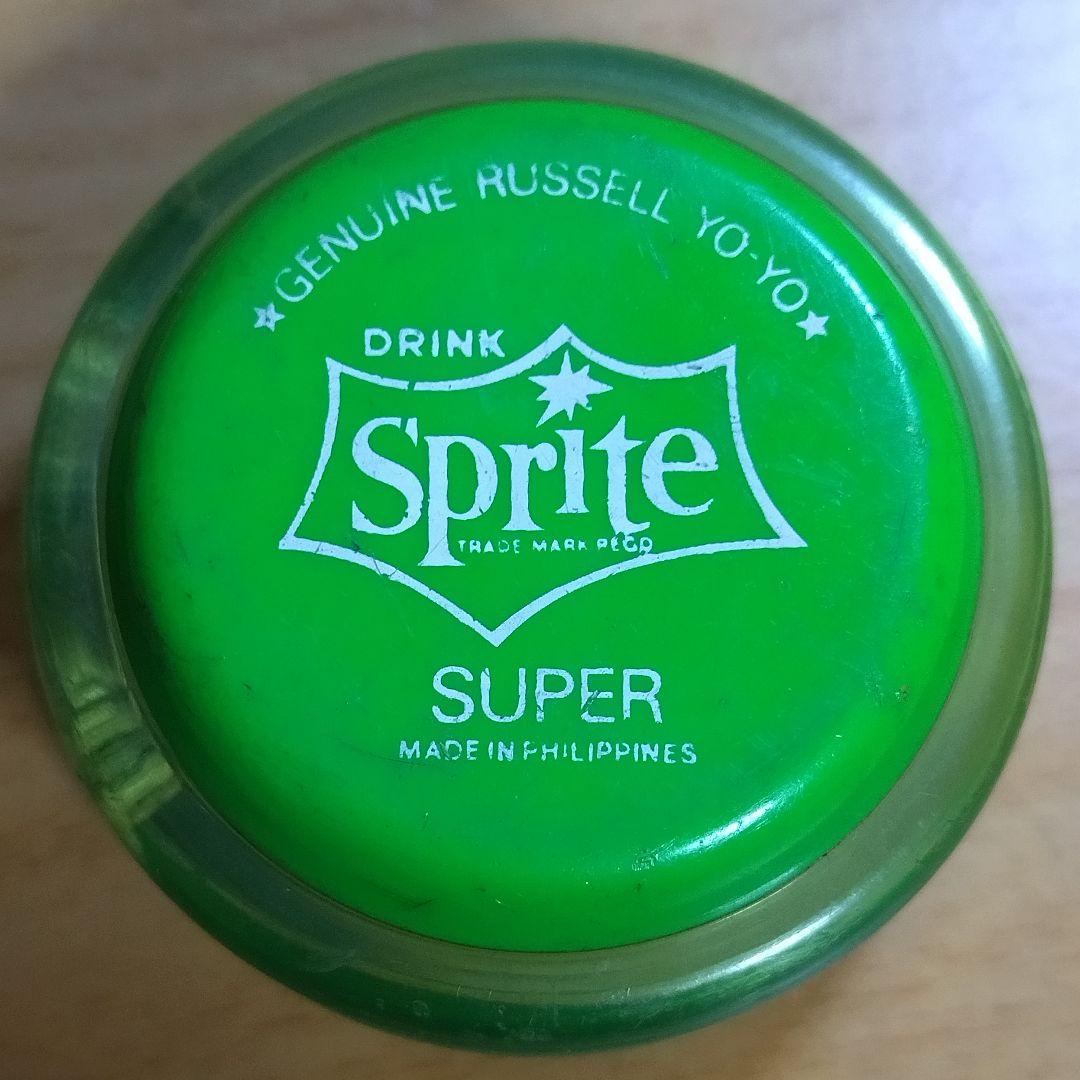 ★GENUINE RUSSELL YO-YO★
DRINK
Sprite
TRADE MARK REGD
SUPER
MADE IN PHILIPPINES